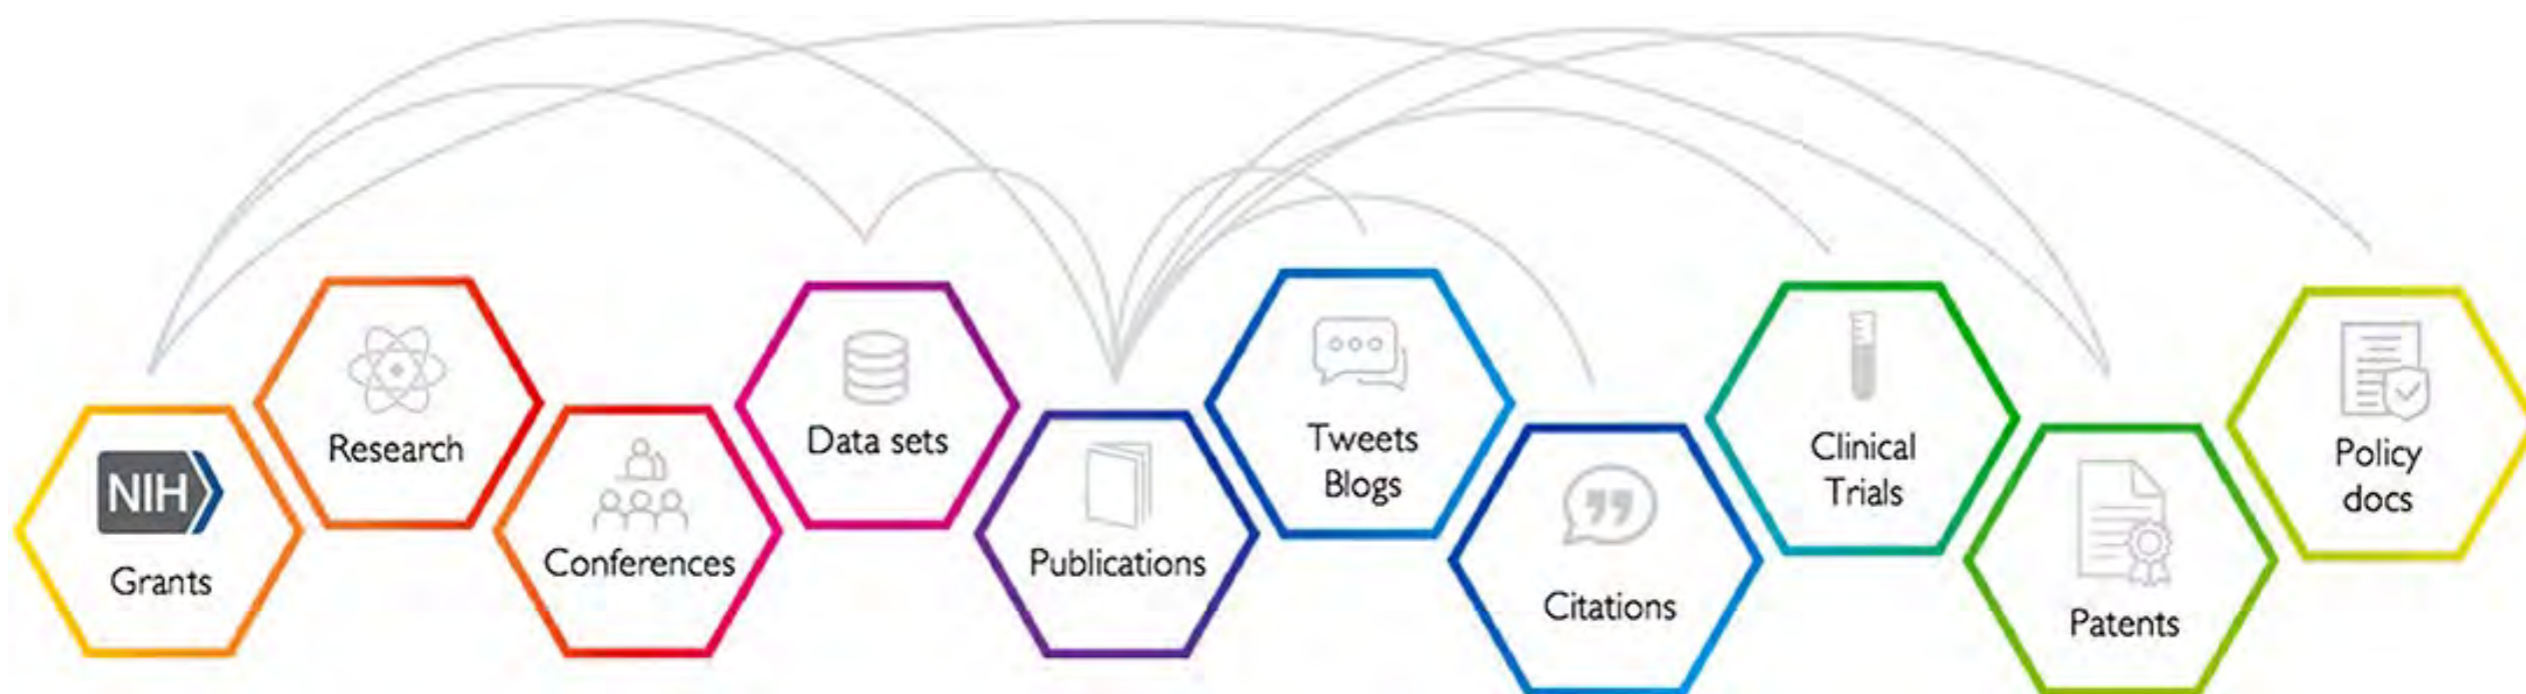 NIH
Grants
Research
Conferences
Data sets
Publications
Tweets
Blogs
Citations
Clinical
Trials
Patents
Policy
docs